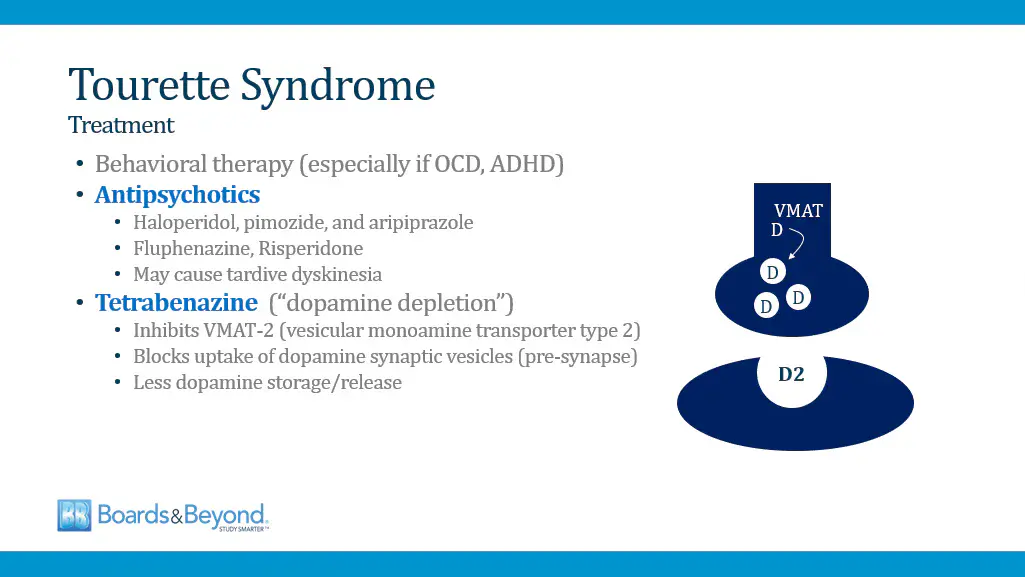 Tourette Syndrome
Treatment
• Behavioral therapy (especially if OCD, ADHD)
• Antipsychotics
• Haloperidol, pimozide, and aripiprazole
• Fluphenazine, Risperidone
• May cause tardive dyskinesia
• Tetrabenazine (“dopamine depletion”)
• Inhibits VMAT-2 (vesicular monoamine transporter type 2)
• Blocks uptake of dopamine synaptic vesicles (pre-synapse)
• Less dopamine storage/release
VMAT
D
D
D
D
D2
BB Boards&Beyond.
STUDY SMARTER™